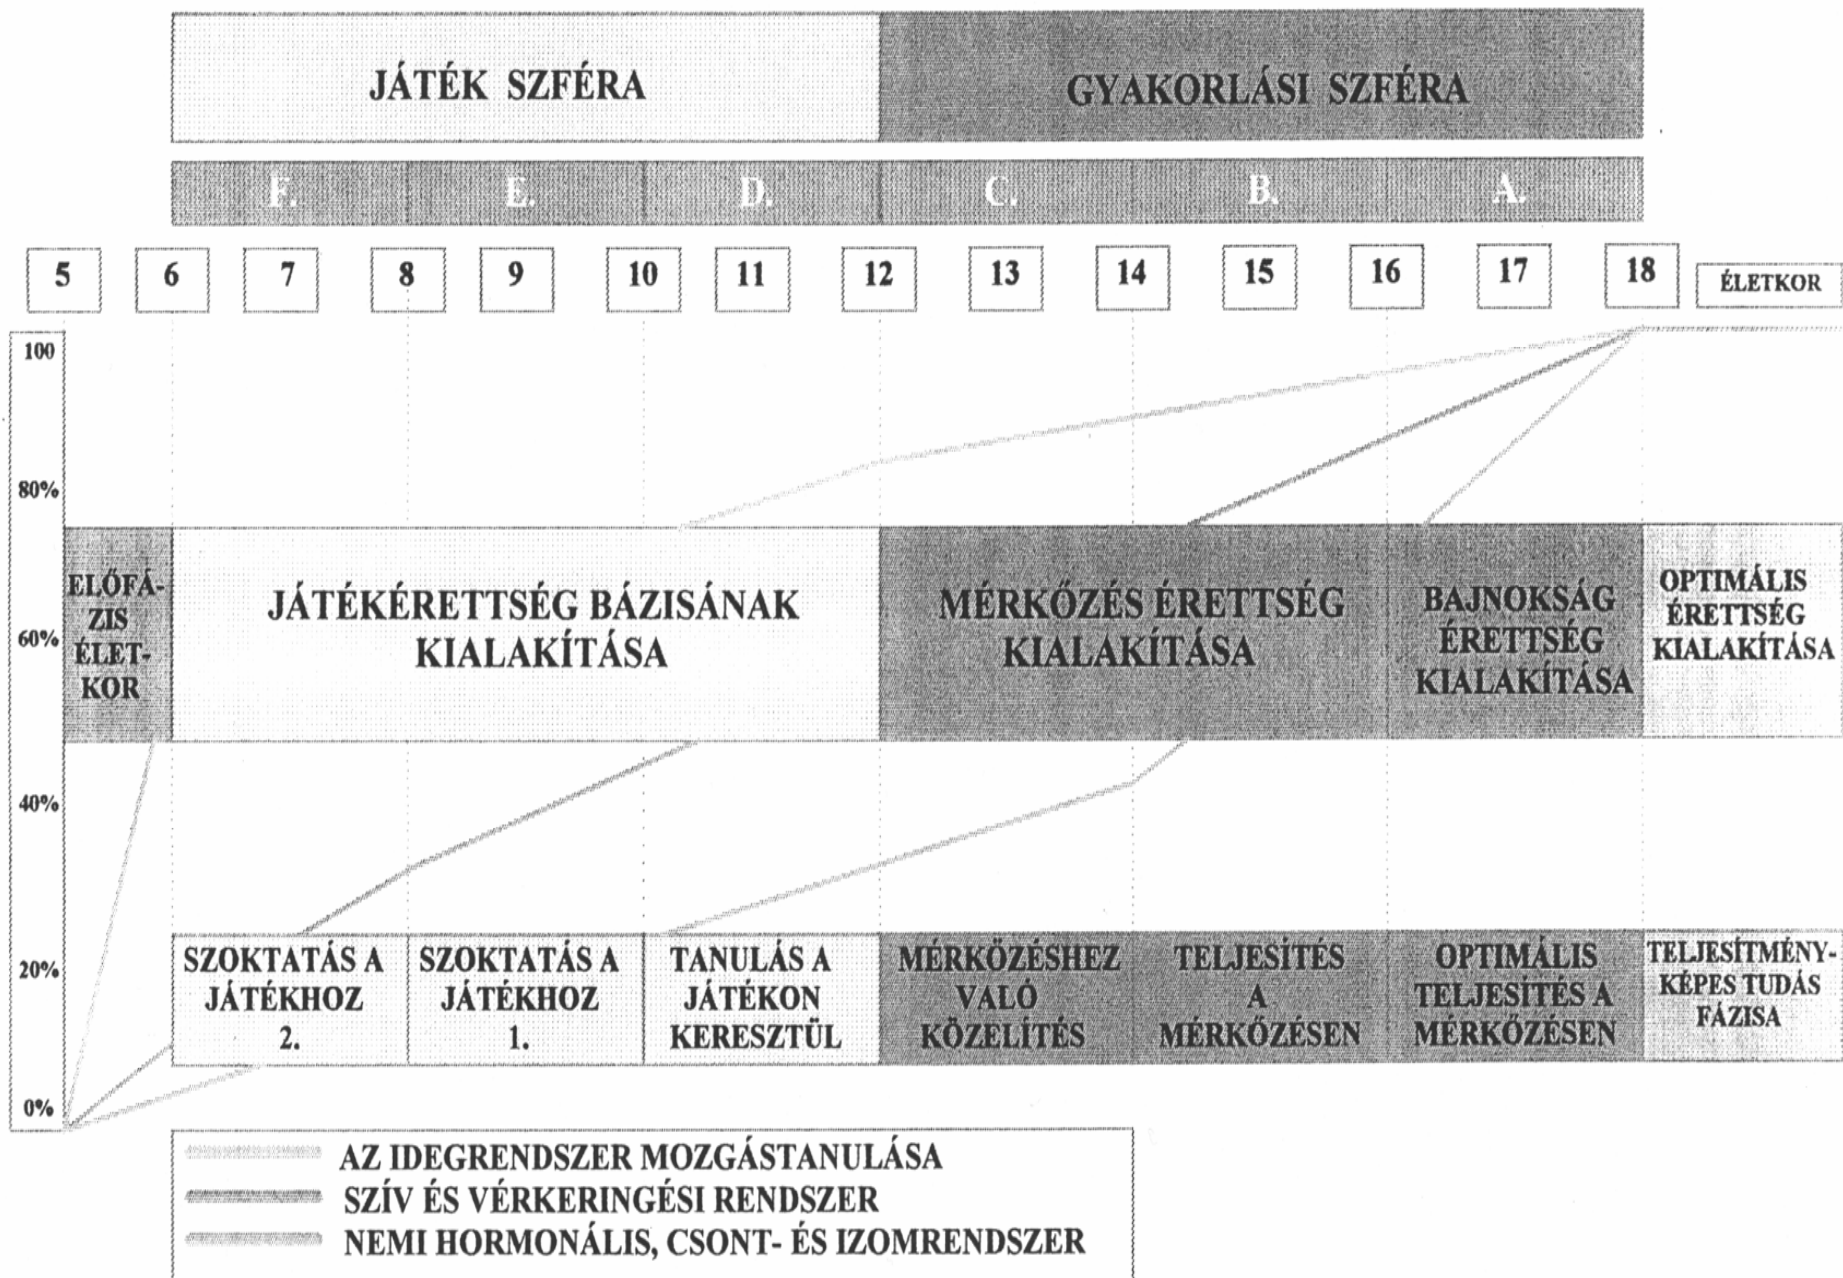 JÁTÉK SZFÉRA
GYAKORLÁSI SZFÉRA
F.
E.
D.
C.
B.
A.
5
6
7
8
9
10
11
12
13
14
15
16
17
18
ÉLETKOR
100
80%
60%
40%
20%
0%
ELŐFÁ-
ZIS
ÉLET-
KOR
JÁTÉKÉRETTSÉG BÁZISÁNAK
KIALAKÍTÁSA
MÉRKŐZÉS ÉRETTSÉG
KIALAKÍTÁSA
BAJNOKSÁG
ÉRETTSÉG
KIALAKÍTÁSA
OPTIMÁLIS
ÉRETTSÉG
KIALAKÍTÁSA
SZOKTATÁS A
JÁTÉKHOZ
2.
SZOKTATÁS A
JÁTÉKHOZ
1.
TANULÁS A
JÁTÉKON
KERESZTÜL
MÉRKÖZÉSHEZ
VALÓ
KÖZELÍTÉS
TELJESÍTÉS
A
MÉRKŐZÉSEN
OPTIMÁLIS
TELJESÍTÉS A
MÉRKŐZÉSEN
TELJESÍTMÉNY-
KÉPES TUDÁS
FÁZISA
AZ IDEGRENDSZER MOZGÁSTANULÁSA
SZÍV ÉS VÉRKERINGÉSI RENDSZER
NEMI HORMONÁLIS, CSONT- ÉS IZOMRENDSZER